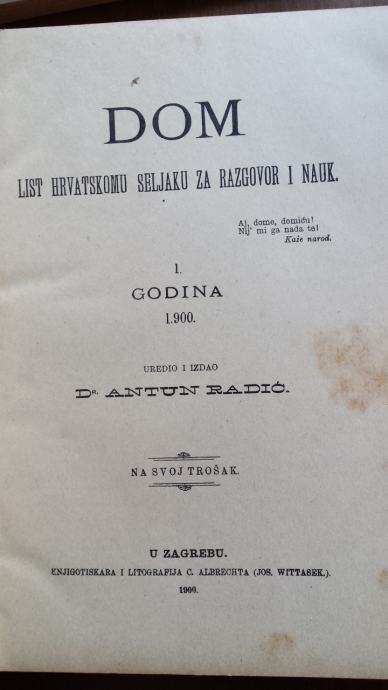 DOM
LIST HRVATSKOMU SELJAKU ZA RAZGOVOR I NAUK.
Aj, dome, domiću!
Nij' mi ga nada te!
Kaže narod.
I.
GODINA
1.900.
UREDIO I IZDAO
DR. ANTUN RADIĆ.
NA SVOJ TROŠAK.
U ZAGREBU.
KNJIGOTISKARA I LITOGRAFIJA C. ALBRECHTA (JOS. WITTASEK.).
1900.